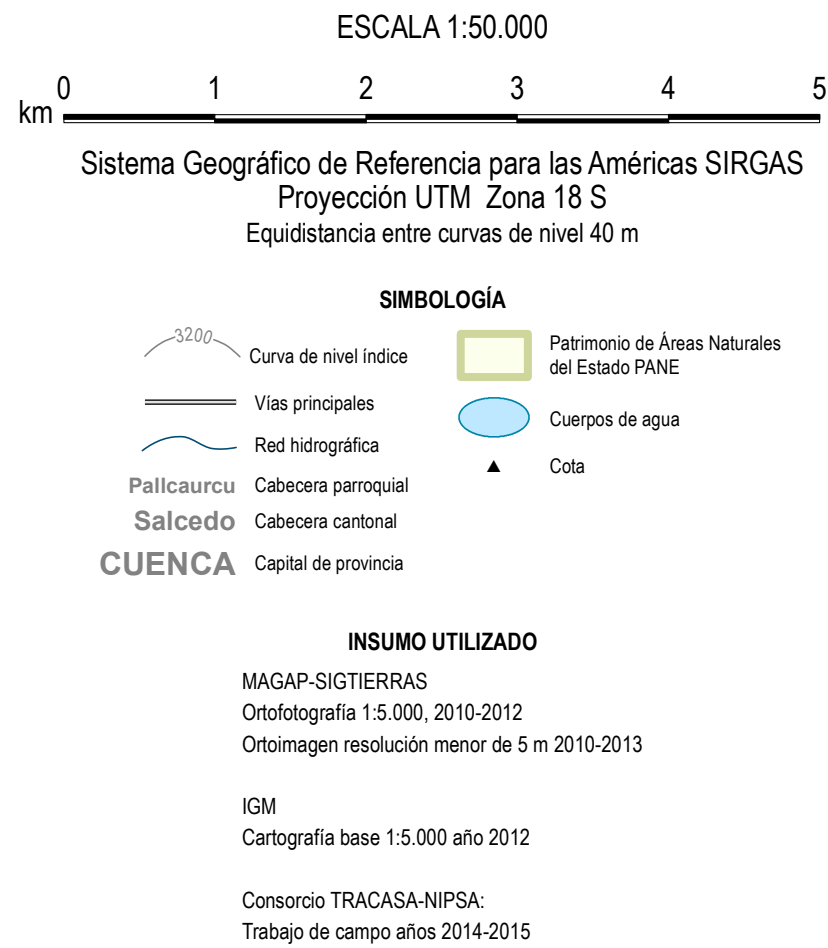 ESCALA 1:50.000
0 1 2 3 4 5
km
Sistema Geográfico de Referencia para las Américas SIRGAS
Proyección UTM Zona 18 S
Equidistancia entre curvas de nivel 40 m
SIMBOLOGÍA
3200
Curva de nivel índice
Vías principales
Red hidrográfica
Pallcaurcu Cabecera parroquial
Salcedo Cabecera cantonal
CUENCA Capital de provincia
Patrimonio de Áreas Naturales
del Estado PANE
Cuerpos de agua
Cota
INSUMO UTILIZADO
MAGAP-SIGTIERRAS
Ortofotografía 1:5.000, 2010-2012
Ortoimagen resolución menor de 5 m 2010-2013
IGM
Cartografía base 1:5.000 año 2012
Consorcio TRACASA-NIPSA:
Trabajo de campo años 2014-2015